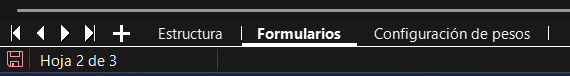 Estructura Formularios Configuración de pesos
Hoja 2 de 3